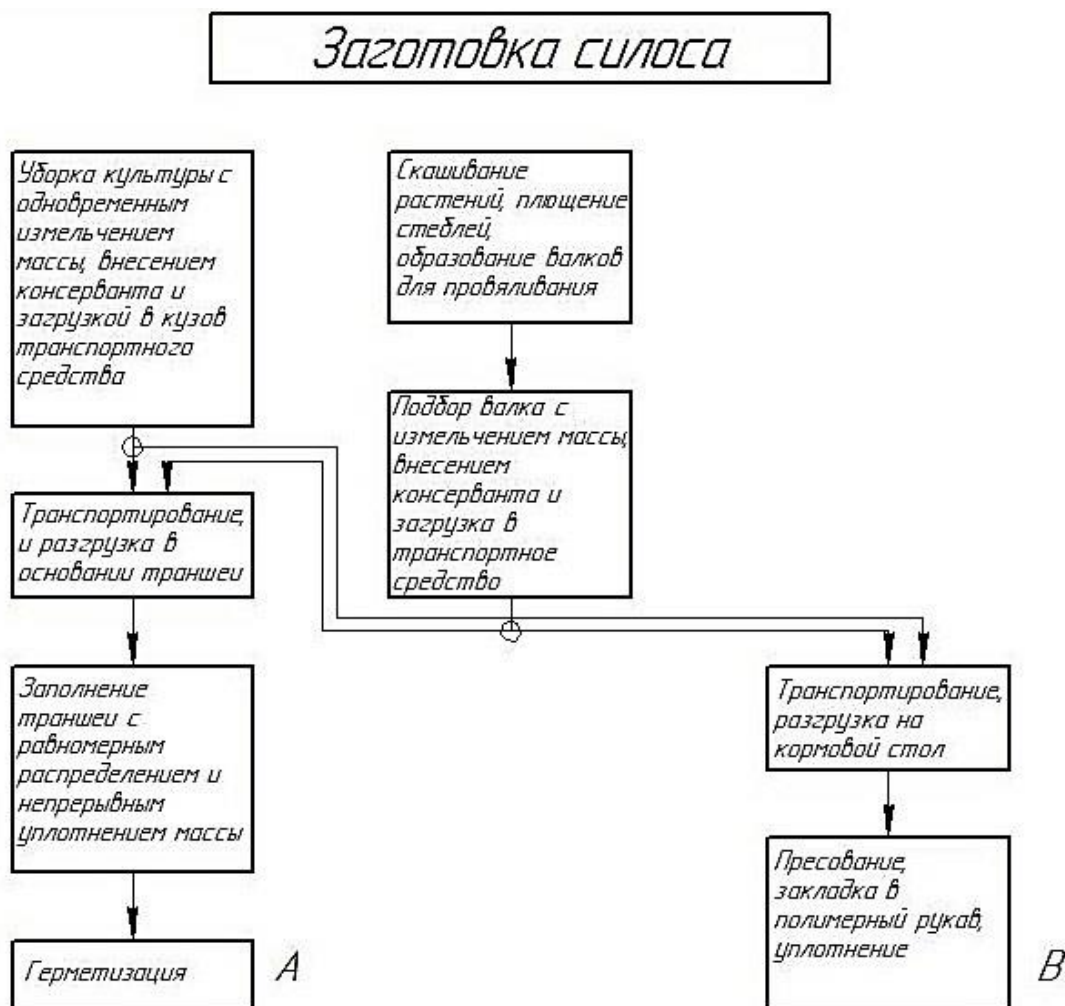 Заготовка силоса
Уборка культуры с
одновременным
измельчением
массы, внесением
консерванта и
загрузкой в кузов
транспортного
средства
Скашивание
растений, плющение
стеблей,
образование валков
для провяливания
Подбор валка с
измельчением массы,
внесением
консерванта и
загрузка в
транспортное
средство
Транспортирование,
и разгрузка в
основании траншеи
Заполнение
траншеи с
равномерным
распределением и
непрерывным
уплотнением массы
Герметизация
А
Транспортирование,
разгрузка на
кормовой стол
Пресование,
закладка в
полимерный рукав,
уплотнение
В